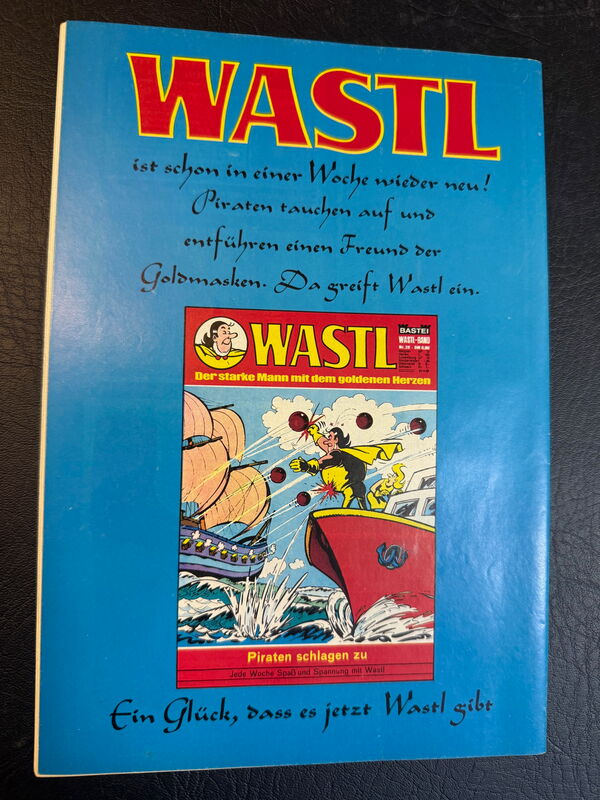 WASTL
ist schon in einer Woche wieder neu!
Piraten tauchen auf und
entführen einen Freund der
Goldmasken. Da greift Wastl ein.
WASTL
BASTEI
WASTL-BAND
Der starke Mann mit dem goldenen Herzen
Piraten schlagen zu
Jede Woche Spaß und Spannung mit Wastl
Ein Glück, dass es jetzt Wastl gibt